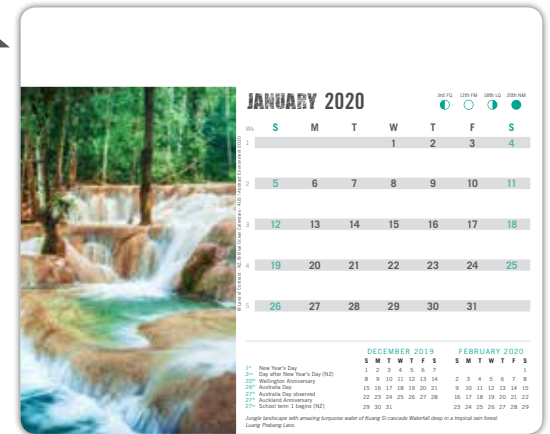 JANUARY 2020
3rd FQ 11th FM 18th LQ 25th NM
Wk S M T W T F S
1 1 2 3 4
2 5 6 7 8 9 10 11
3 12 13 14 15 16 17 18
4 19 20 21 22 23 24 25
5 26 27 28 29 30 31
1st New Year's Day
2nd Day after New Year's Day (NZ)
20th Wellington Anniversary
26th Australia Day
27th Australia Day observed
27th Auckland Anniversary
27th School term 1 begins (NZ)
DECEMBER 2019
S M T W T F S
1 2 3 4 5 6 7
8 9 10 11 12 13 14
15 16 17 18 19 20 21
22 23 24 25 26 27 28
29 30 31
FEBRUARY 2020
S M T W T F S
1
2 3 4 5 6 7 8
9 10 11 12 13 14 15
16 17 18 19 20 21 22
23 24 25 26 27 28 29
Jungle landscape with amazing turquoise water of Kuang Si cascade Waterfall deep in a tropical rain forest.
Luang Prabang Laos.